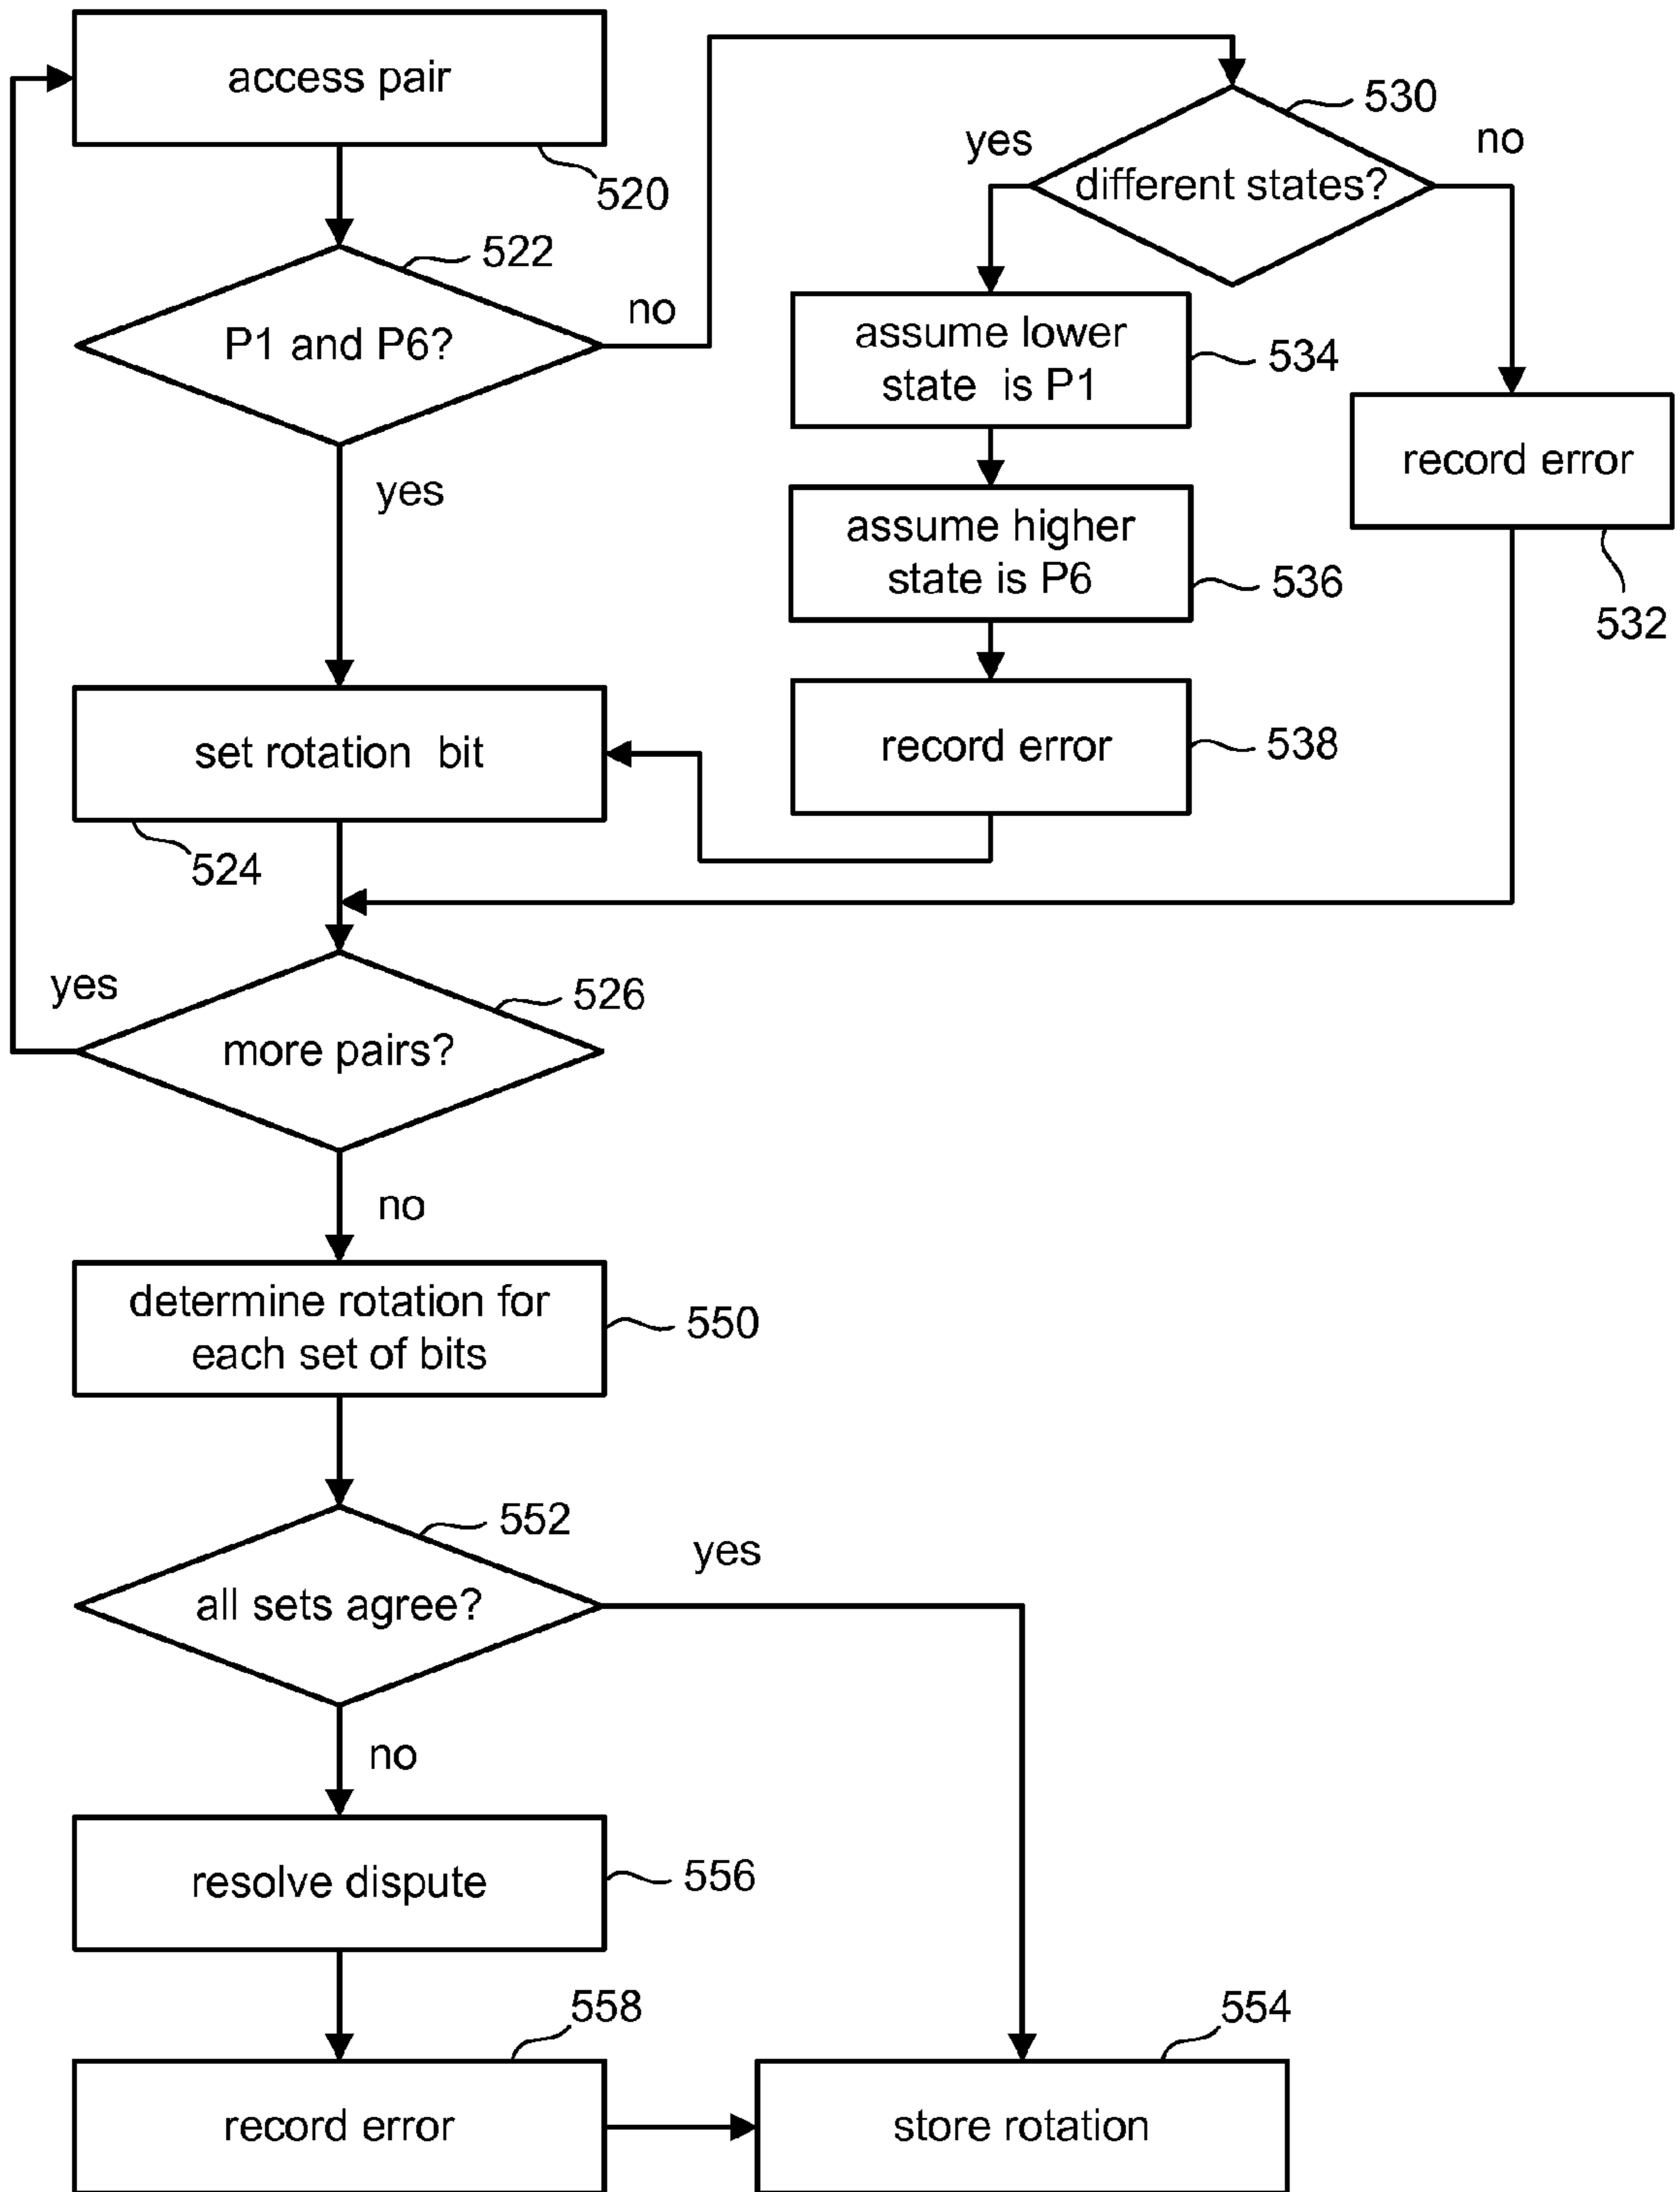 access pair
520
522
P1 and P6?
no
yes
530
yes
no
different states?
assume lower
state is P1
534
assume higher
state is P6
536
record error
538
record error
532
set rotation bit
524
yes
526
more pairs?
no
determine rotation for
each set of bits
550
552
yes
all sets agree?
no
resolve dispute
556
558
record error
554
store rotation